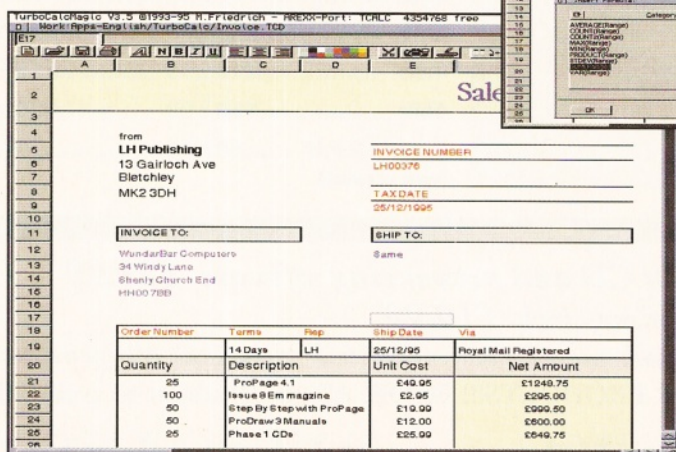 TurboCalcMagic V3.5 ©1993-95 M.Friedrich - AREXX-Port: TCALC 4354768 free
Work:Apps-English/TurboCalc/Invoice.TCD
E17
A B C D E
Sale
from
LH Publishing
13 Gairloch Ave
Bletchley
MK2 3DH
INVOICE NUMBER
LH00376
TAX DATE
25/12/1995
INVOICE TO:
SHIP TO:
WunderBar Computers
34 Windy Lane
Shenly Church End
Same
Order Number Terms Rep Ship Date Via
14 Days LH 25/12/95 Royal Mail Registered
Quantity Description Unit Cost Net Amount
25 ProPage 4.1 £49.95 £1248.75
100 Issue 8 Em magzine £2.95 £295.00
50 Step By Step with ProPage £19.99 £999.50
50 ProDraw 3 Manuals £12.00 £600.00
25 Phase 1 CDs £25.99 £649.75
Insert Formula:
Category
AVERAGE(Range)
COUNT(Range)
MAX(Range)
MIN(Range)
PRODUCT(Range)
OK